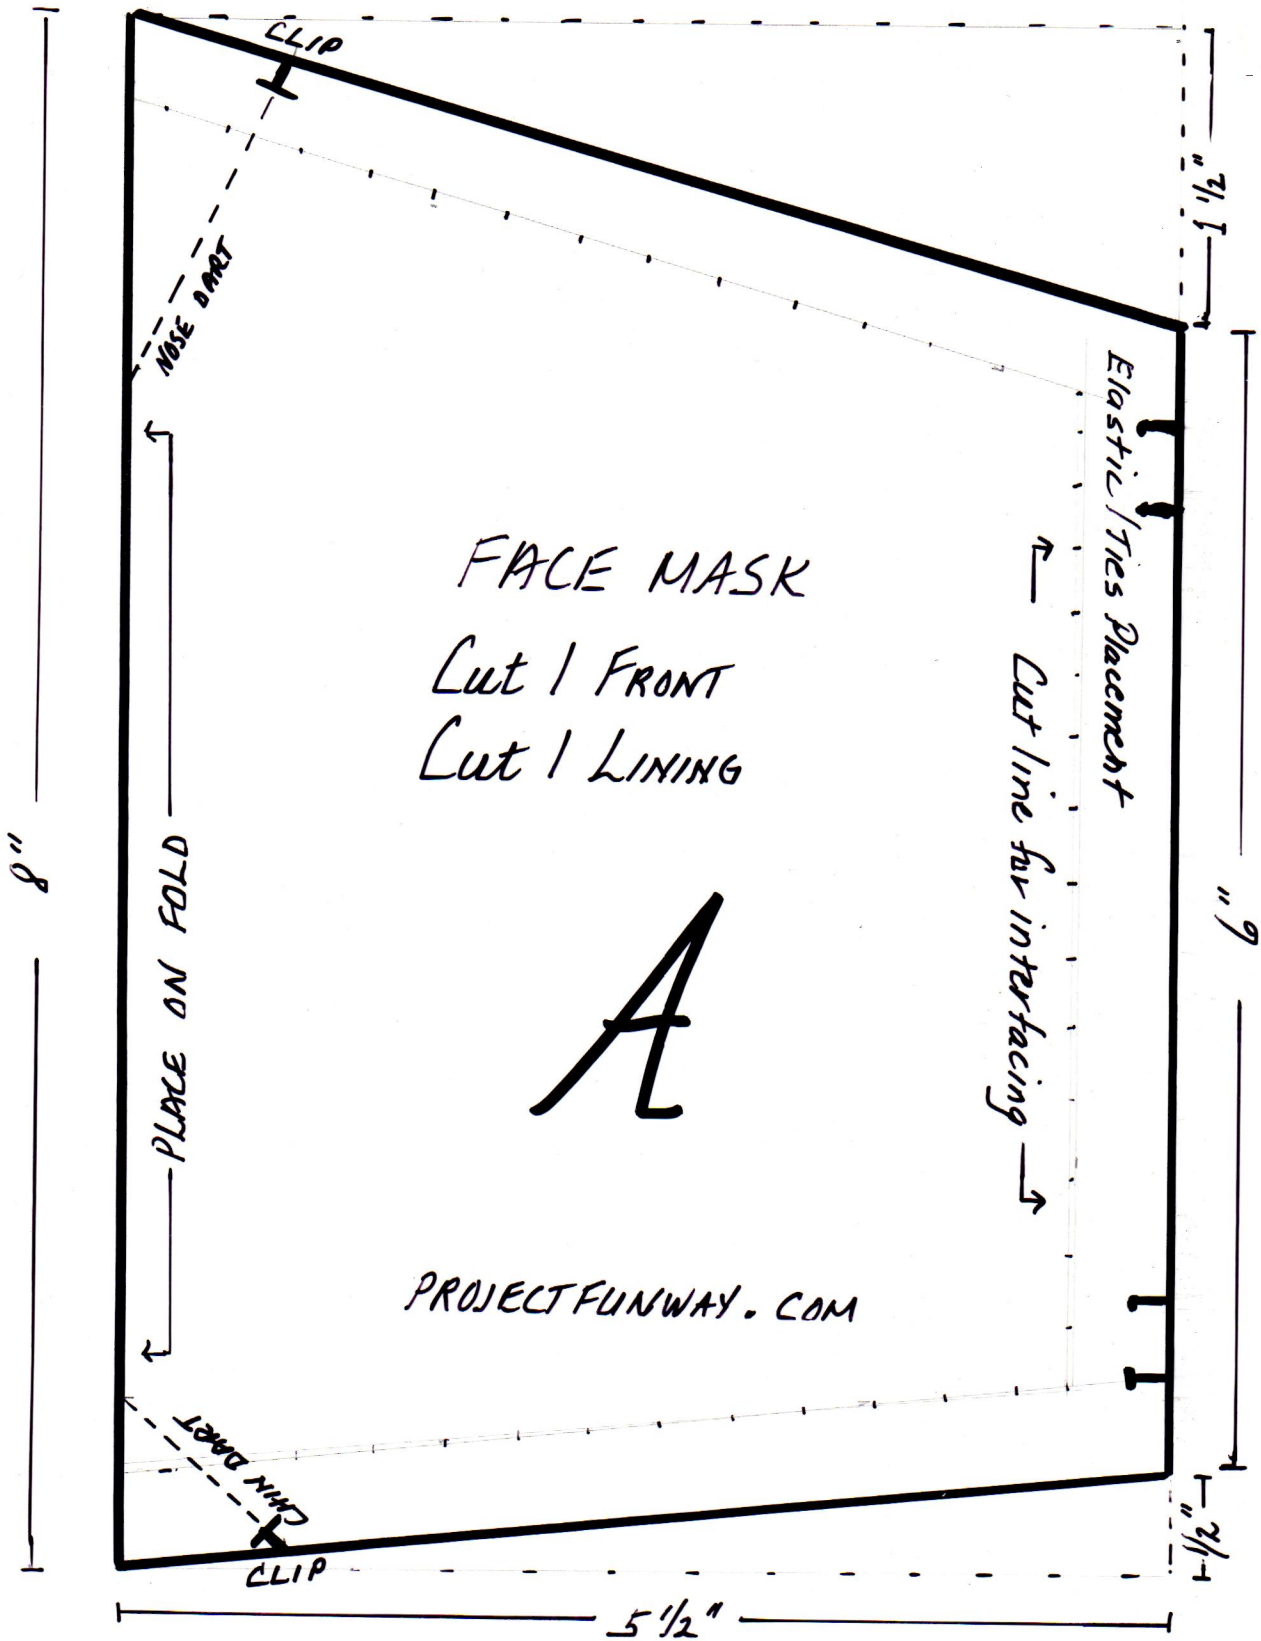 CLIP
1 1/2"
NOSE DART
Elastic / Ties Placement
FACE MASK
Cut 1 FRONT
Cut 1 LINING
← Cut line for interfacing →
8"
PLACE ON FOLD
6"
A
PROJECTFUNWAY.COM
CHIN DART
CLIP
1/2"
5 1/2"